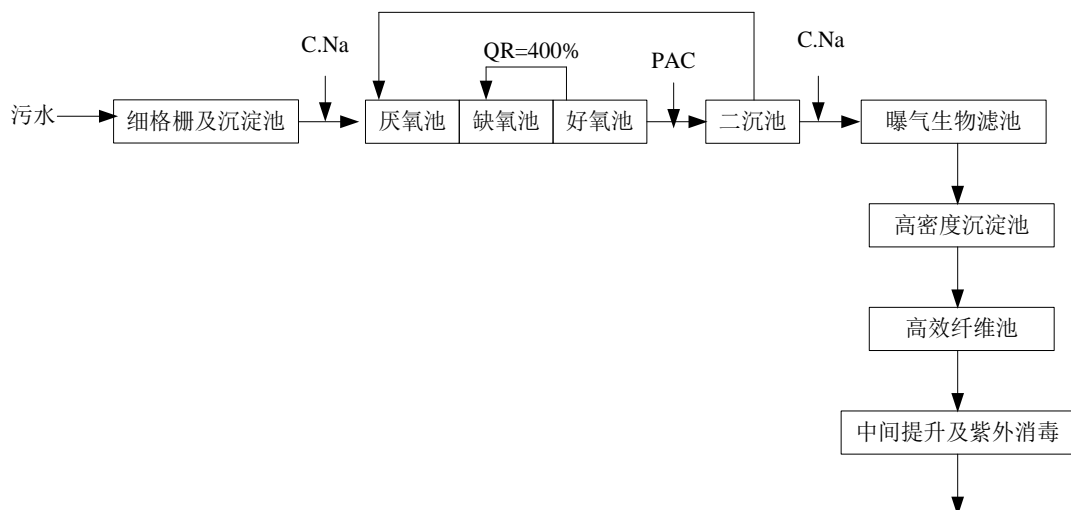 C.Na
QR=400%
PAC
C.Na
污水
细格栅及沉淀池
厌氧池
缺氧池
好氧池
二沉池
曝气生物滤池
高密度沉淀池
高效纤维池
中间提升及紫外消毒